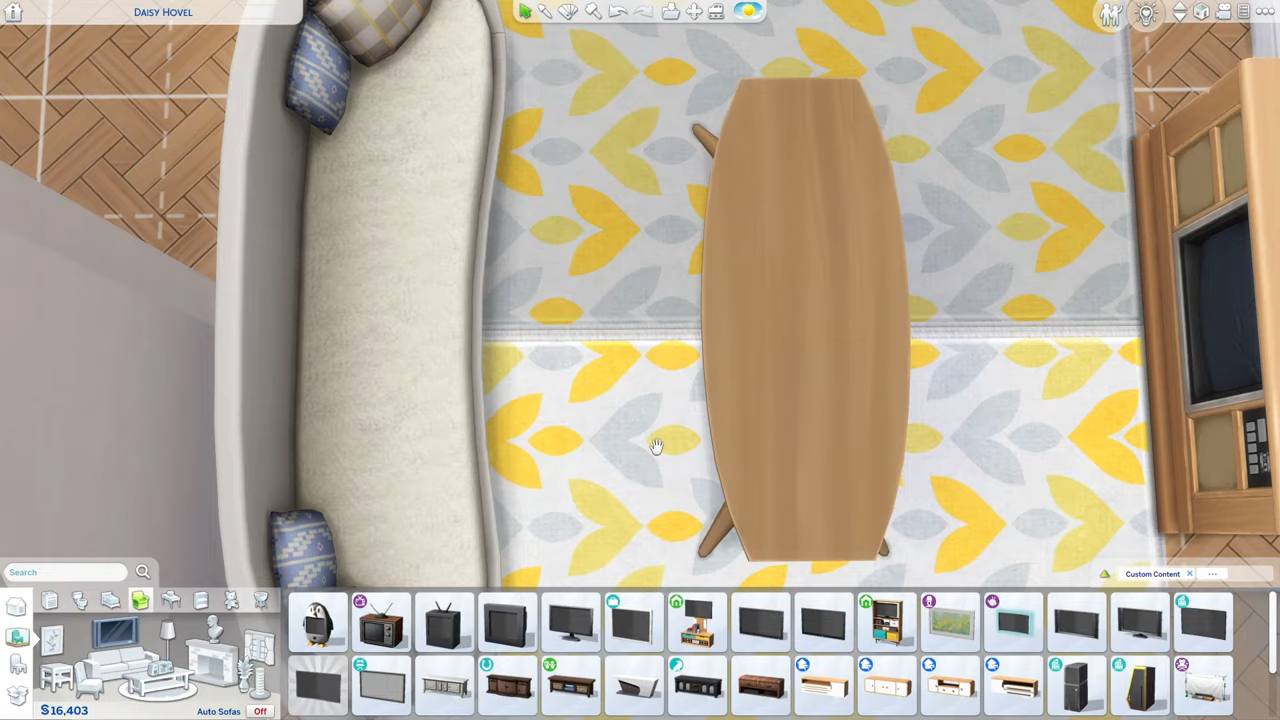 DAISY HOVEL
Search
Custom Content
§16,403
Auto Sofas
Off